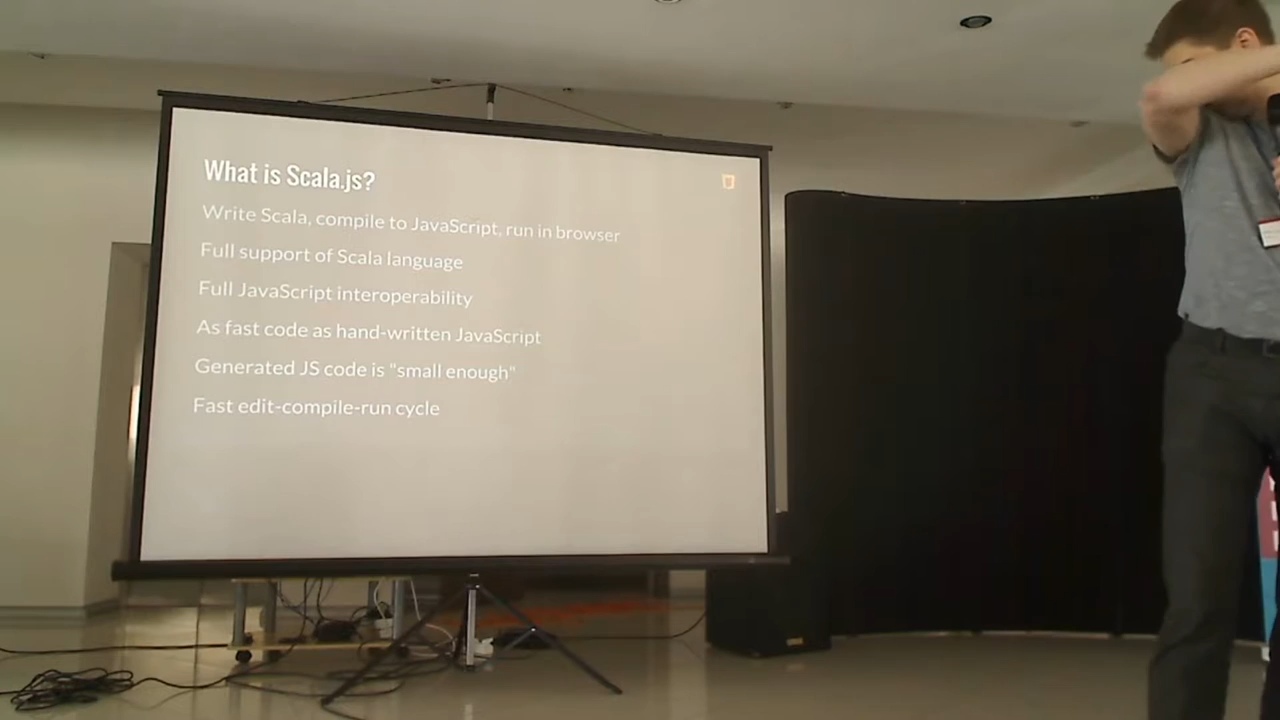 What is Scala.js?
Write Scala, compile to JavaScript, run in browser
Full support of Scala language
Full JavaScript interoperability
As fast code as hand-written JavaScript
Generated JS code is "small enough"
Fast edit-compile-run cycle